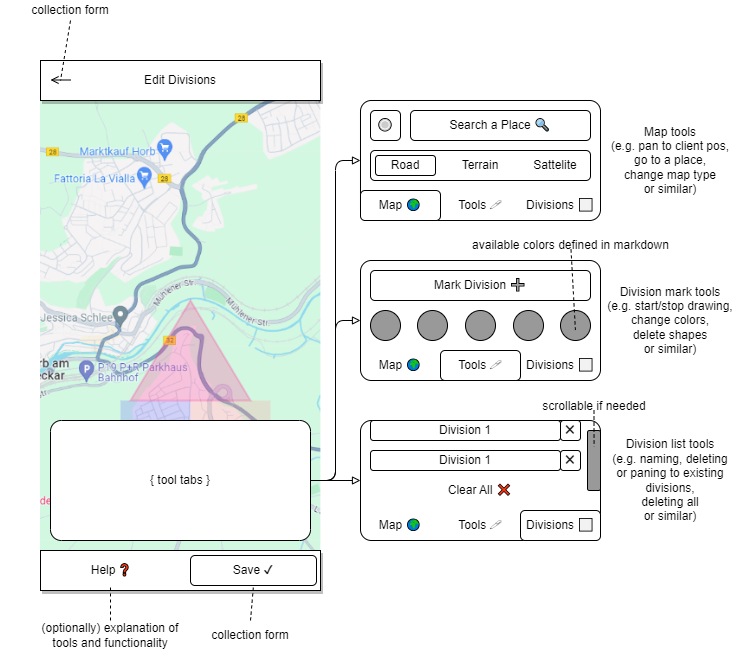 collection form
Edit Divisions
28
28
Marktkauf Horb
Fattoria La Vialla
28
Mühlener Str.
Mühlener Str.
Jessica Schlee
32
rb am
ckar
P
P+R Parkhaus
Bahnhof
{ tool tabs }
de
Help ❓
Save ✓
(optionally) explanation of
tools and functionality
collection form
Search a Place 🔍
Road Terrain Sattelite
Map Tools Divisions
Map tools
(e.g. pan to client pos,
go to a place,
change map type
or similar)
available colors defined in markdown
Mark Division ➕
Map Tools Divisions
Division mark tools
(e.g. start/stop drawing,
change colors,
delete shapes
or similar)
scrollable if needed
Division 1 ✕
Division 1 ✕
Clear All ❌
Map Tools Divisions
Division list tools
(e.g. naming, deleting
or paning to existing
divisions,
deleting all
or similar)